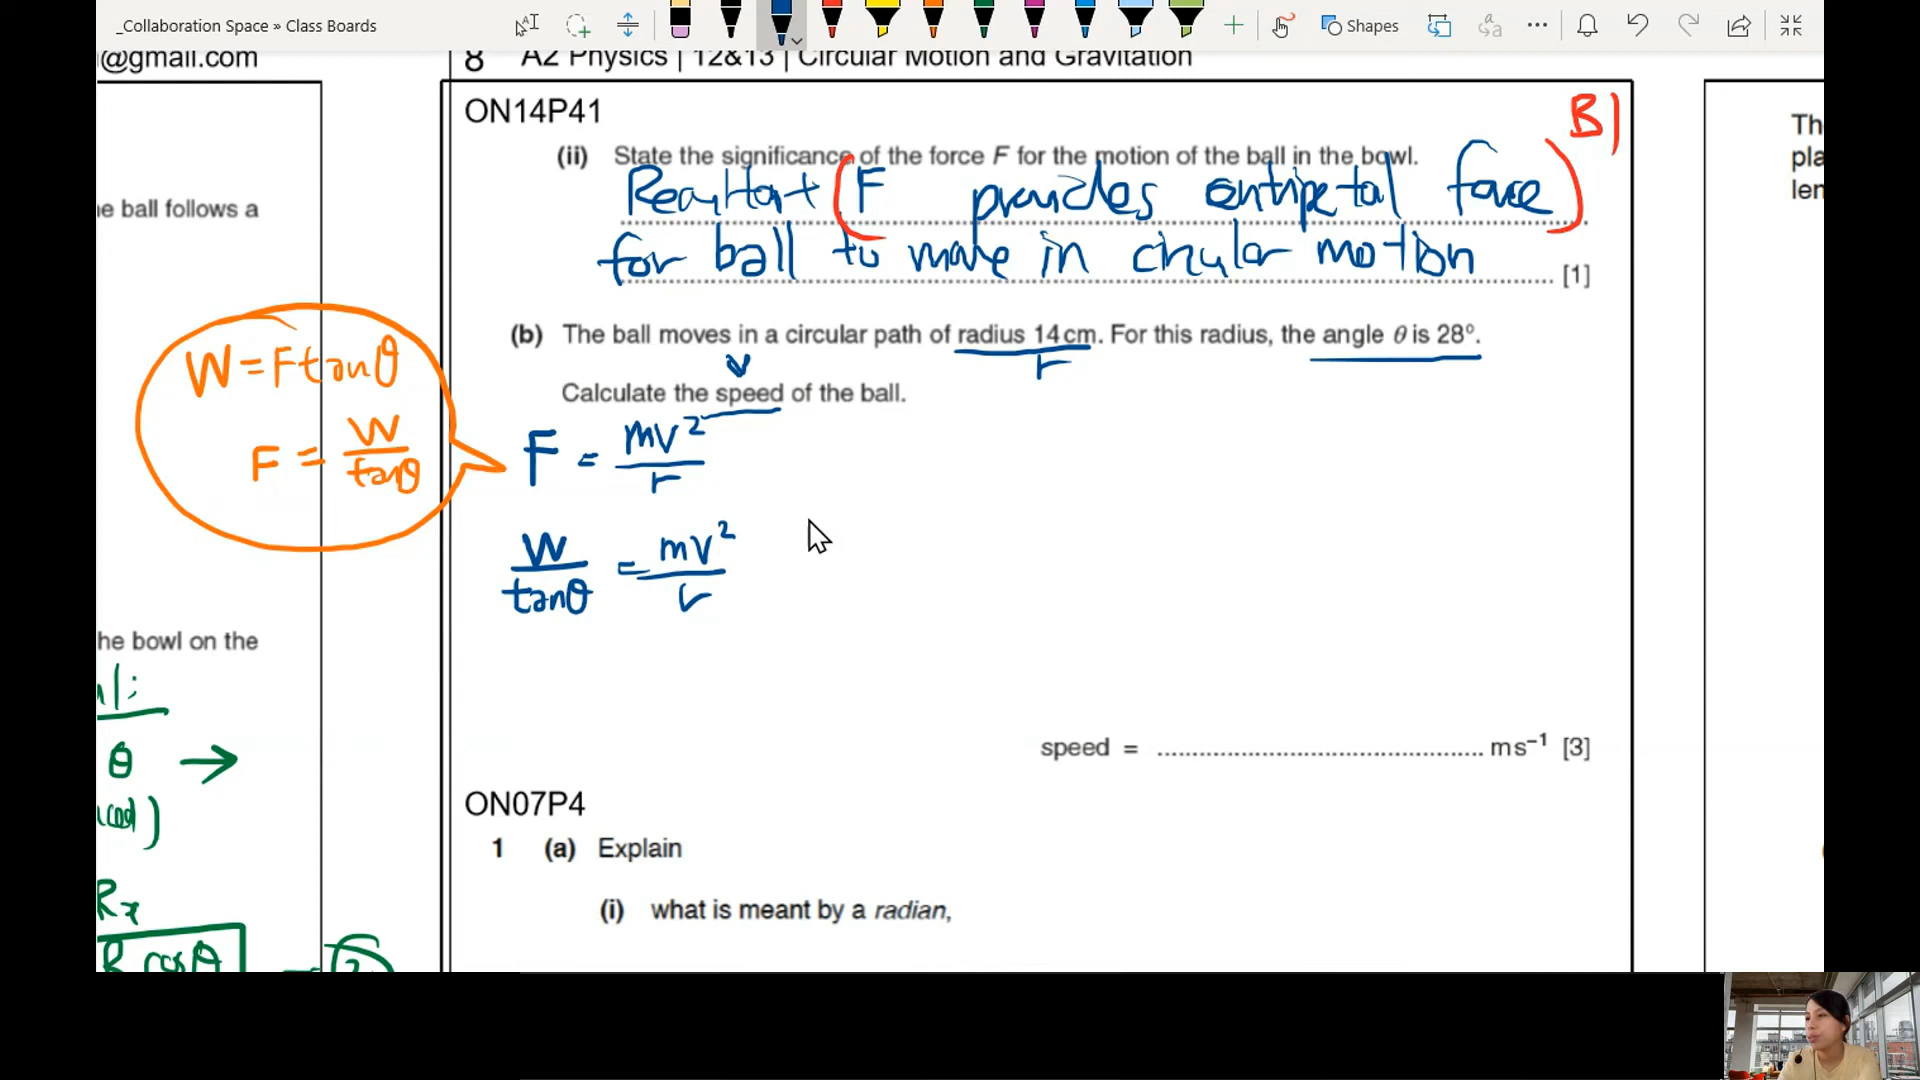 _Collaboration Space » Class Boards
Shapes
@gmail.com
8 A2 Physics | 12&13 | Circular Motion and Gravitation
ON14P41
B1
(ii) State the significance of the force F for the motion of the ball in the bowl.
Resultant (F provides centripetal force)
for ball to move in circular motion
[1]
(b) The ball moves in a circular path of radius 14 cm. For this radius, the angle θ is 28°.
v r
Calculate the speed of the ball.
W = F tanθ
F = W / tanθ
F = mv² / r
W / tanθ = mv² / r
speed = ............................................ m s⁻¹ [3]
ON07P4
1 (a) Explain
(i) what is meant by a radian,
e ball follows a
he bowl on the
θ →
Rx
R cosθ
Th
pla
len